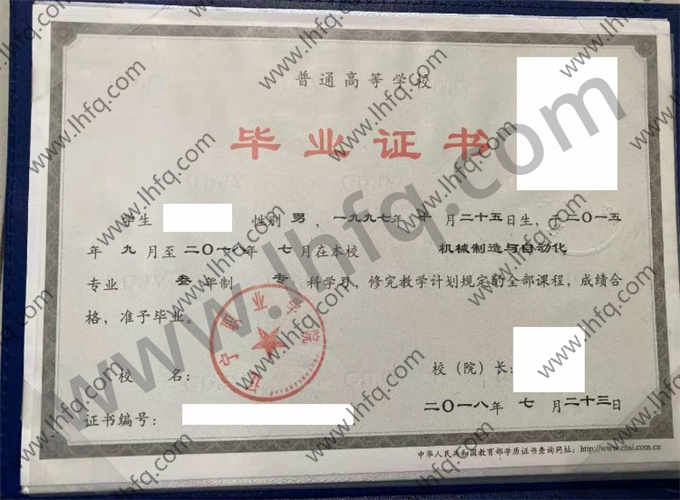 普通高等学校
毕业证书
学生 性别 男 ，一九九七年 十 月二十五日生，于二〇一五
年 九 月至二〇一八年 七 月在本校 机械制造与自动化
专业 叁 年制 专 科学习，修完教学计划规定的全部课程，成绩合
格，准予毕业。
校 名： 校（院）长：
证书编号： 二〇一八年 七 月二十三日
中华人民共和国教育部学历证书查询网址：http://www.chsi.com.cn
www.lhfq.com